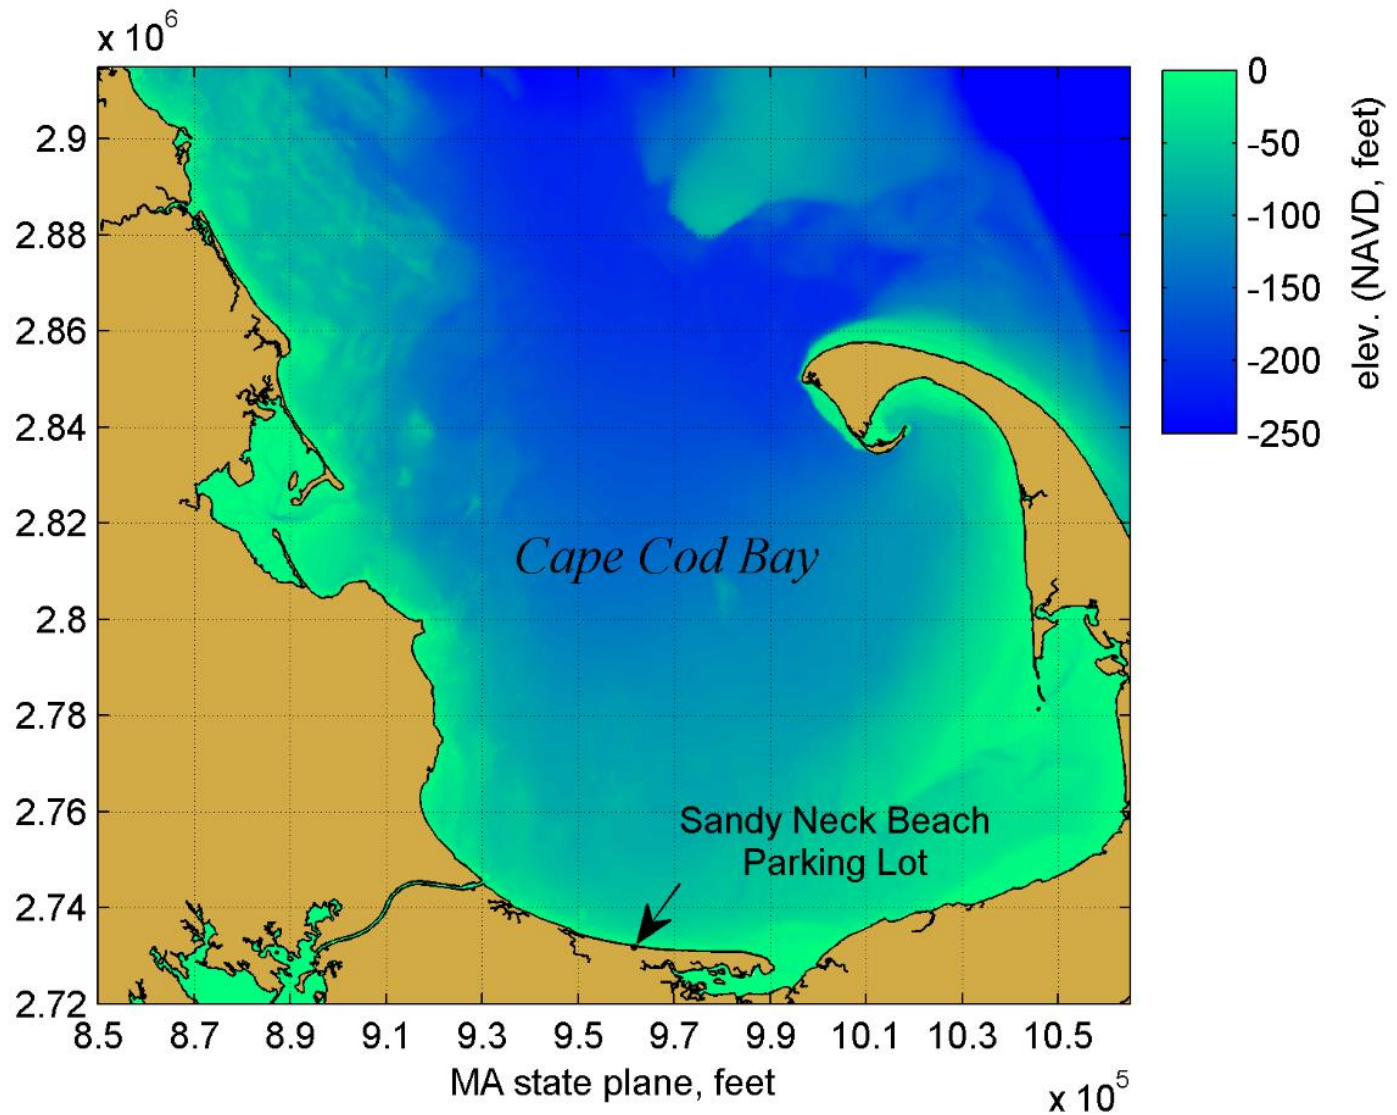 x 10^6
2.9
2.88
2.86
2.84
2.82
2.8
2.78
2.76
2.74
2.72
8.5 8.7 8.9 9.1 9.3 9.5 9.7 9.9 10.1 10.3 10.5
MA state plane, feet
x 10^5
Cape Cod Bay
Sandy Neck Beach
Parking Lot
0
-50
-100
-150
-200
-250
elev. (NAVD, feet)